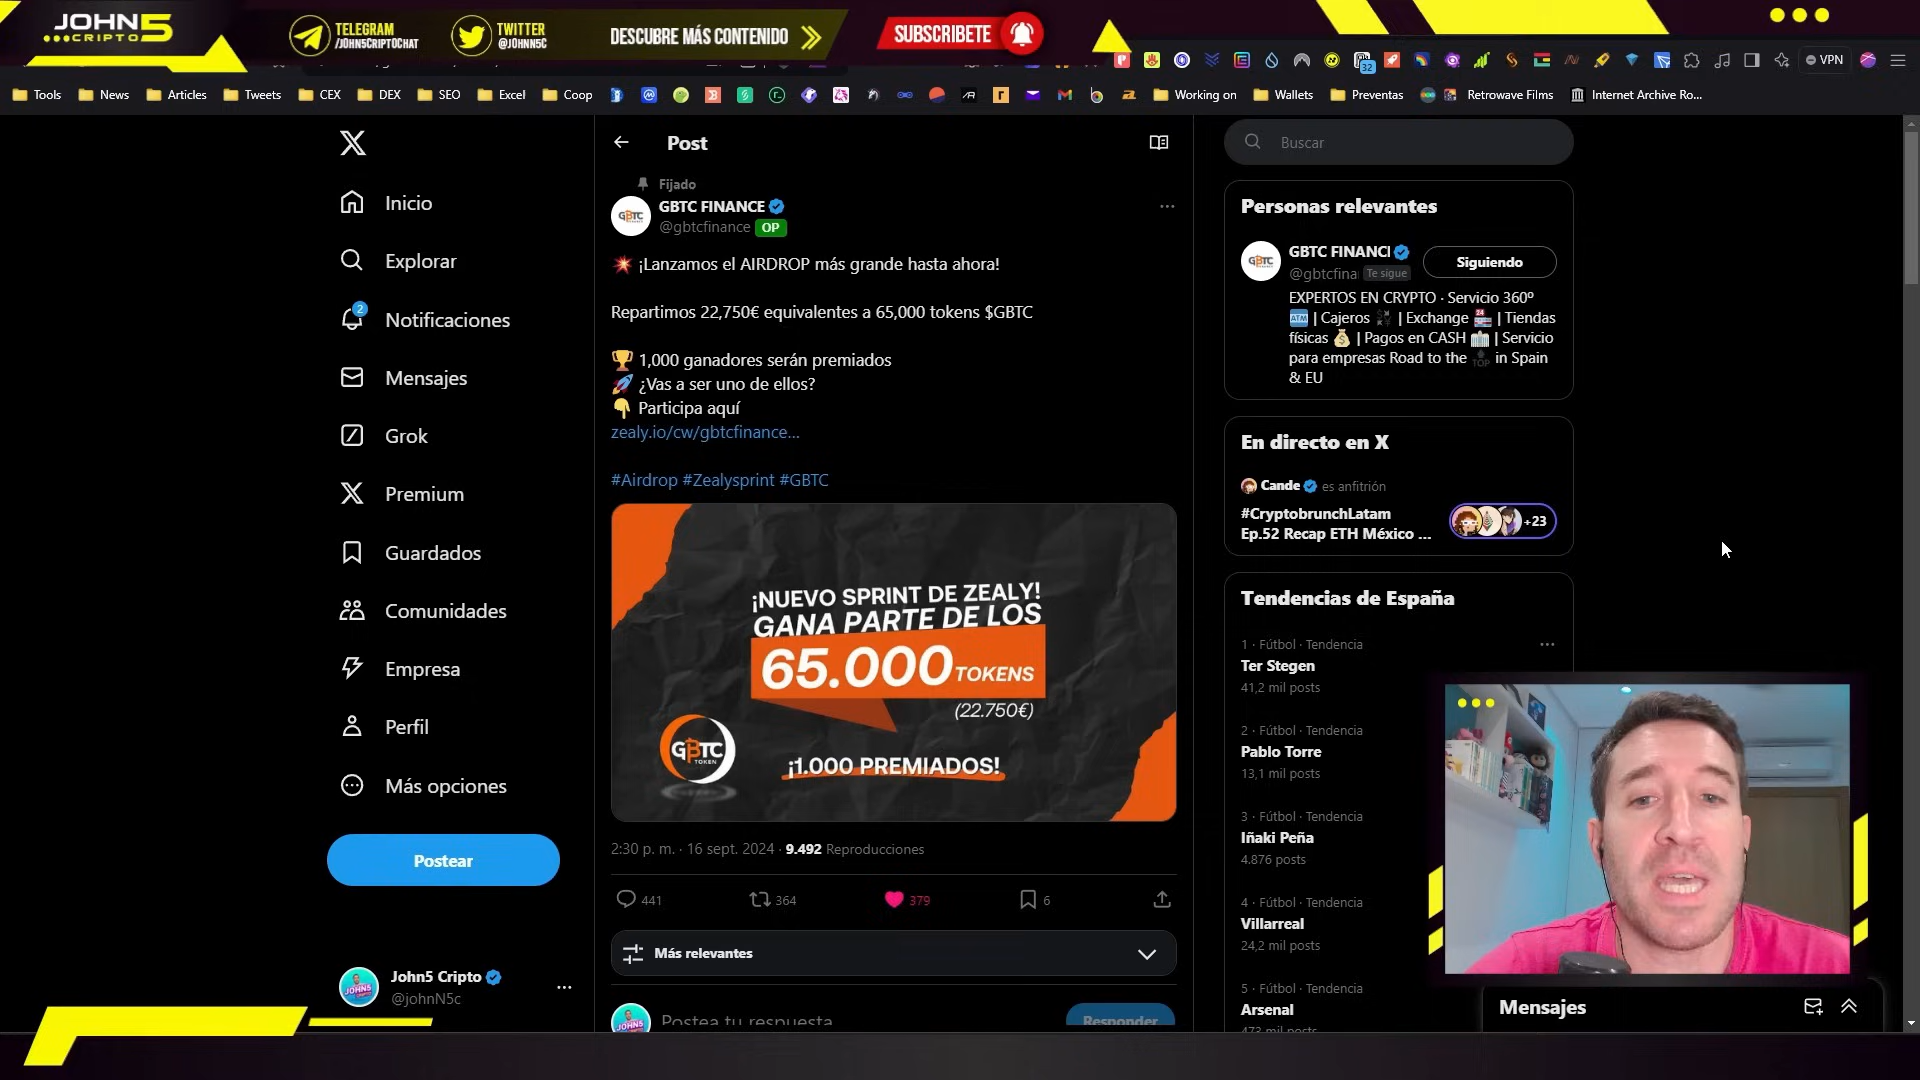 JOHN5
CRIPTO
TELEGRAM
/JOHN5CRIPTOCHAT
TWITTER
@JOHNN5C
DESCUBRE MÁS CONTENIDO
SUBSCRIBETE
32
VPN
Tools
News
Articles
Tweets
CEX
DEX
SEO
Excel
Coop
Working on
Wallets
Preventas
Retrowave Films
Internet Archive Ro...
Inicio
Explorar
2
Notificaciones
Mensajes
Grok
Premium
Guardados
Comunidades
Empresa
Perfil
Más opciones
Postear
John5 Cripto
@johnN5c
Post
Fijado
GBTC FINANCE
@gbtcfinance OP
¡Lanzamos el AIRDROP más grande hasta ahora!
Repartimos 22,750€ equivalentes a 65,000 tokens $GBTC
🏆 1,000 ganadores serán premiados
🚀 ¿Vas a ser uno de ellos?
👇 Participa aquí
zealy.io/cw/gbtcfinance...
#Airdrop #Zealysprint #GBTC
¡NUEVO SPRINT DE ZEALY!
GANA PARTE DE LOS
65.000 TOKENS
(22.750€)
GBTC
TOKEN
¡1.000 PREMIADOS!
2:30 p. m. · 16 sept. 2024 · 9.492 Reproducciones
441
364
379
6
Más relevantes
Postea tu respuesta
Responder
Buscar
Personas relevantes
GBTC FINANCI
@gbtcfina Te sigue
Siguiendo
EXPERTOS EN CRYPTO · Servicio 360º
| Cajeros | Exchange | Tiendas
físicas | Pagos en CASH | Servicio
para empresas Road to the TOP in Spain
& EU
En directo en X
Cande es anfitrión
#CryptobrunchLatam
Ep.52 Recap ETH México ...
+23
Tendencias de España
1 · Fútbol · Tendencia
Ter Stegen
41,2 mil posts
2 · Fútbol · Tendencia
Pablo Torre
13,1 mil posts
3 · Fútbol · Tendencia
Iñaki Peña
4.876 posts
4 · Fútbol · Tendencia
Villarreal
24,2 mil posts
5 · Fútbol · Tendencia
Arsenal
473 mil posts
Mensajes